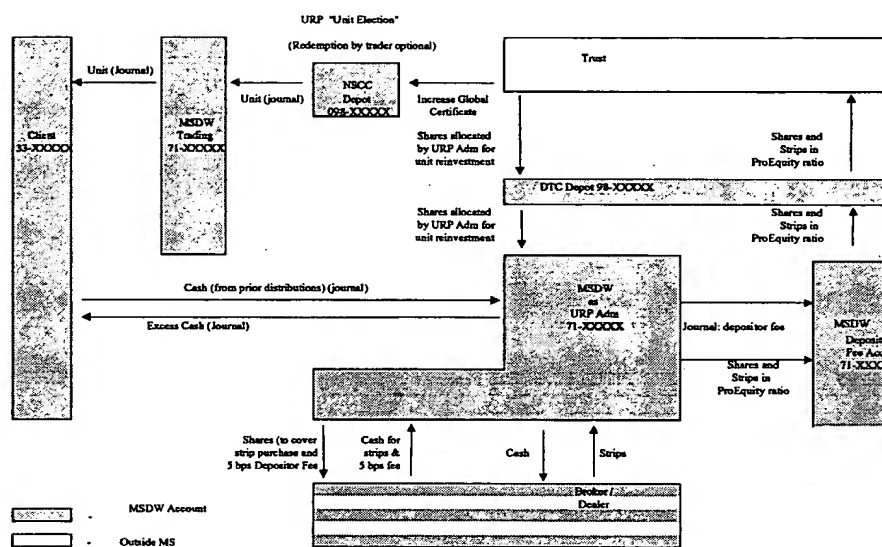 URP "Unit Election"
(Redemption by trader optional)
Trust
Unit (Journal)
Unit (journal)
NSCC
Depot
098-XXXXX
Increase Global
Certificate
Client
33-XXXXX
MSDW
Trading
71-XXXXX
Shares allocated
by URP Adm for
unit reinvestment
Shares and
Strips in
ProEquity ratio
DTC Depot 98-XXXXX
Shares allocated
by URP Adm for
unit reinvestment
Shares and
Strips in
ProEquity ratio
Cash (from prior distributions) (journal)
Excess Cash (Journal)
MSDW
as
URP Adm
71-XXXXX
Journal: depositor fee
Shares and
Strips in
ProEquity ratio
MSDW
Fee
Shares (to cover
strip purchase and
5 bps Depositor Fee
Cash for
strips &
5 bps fee
Cash
Strips
Broker /
Dealer
- MSDW Account
- Outside MS